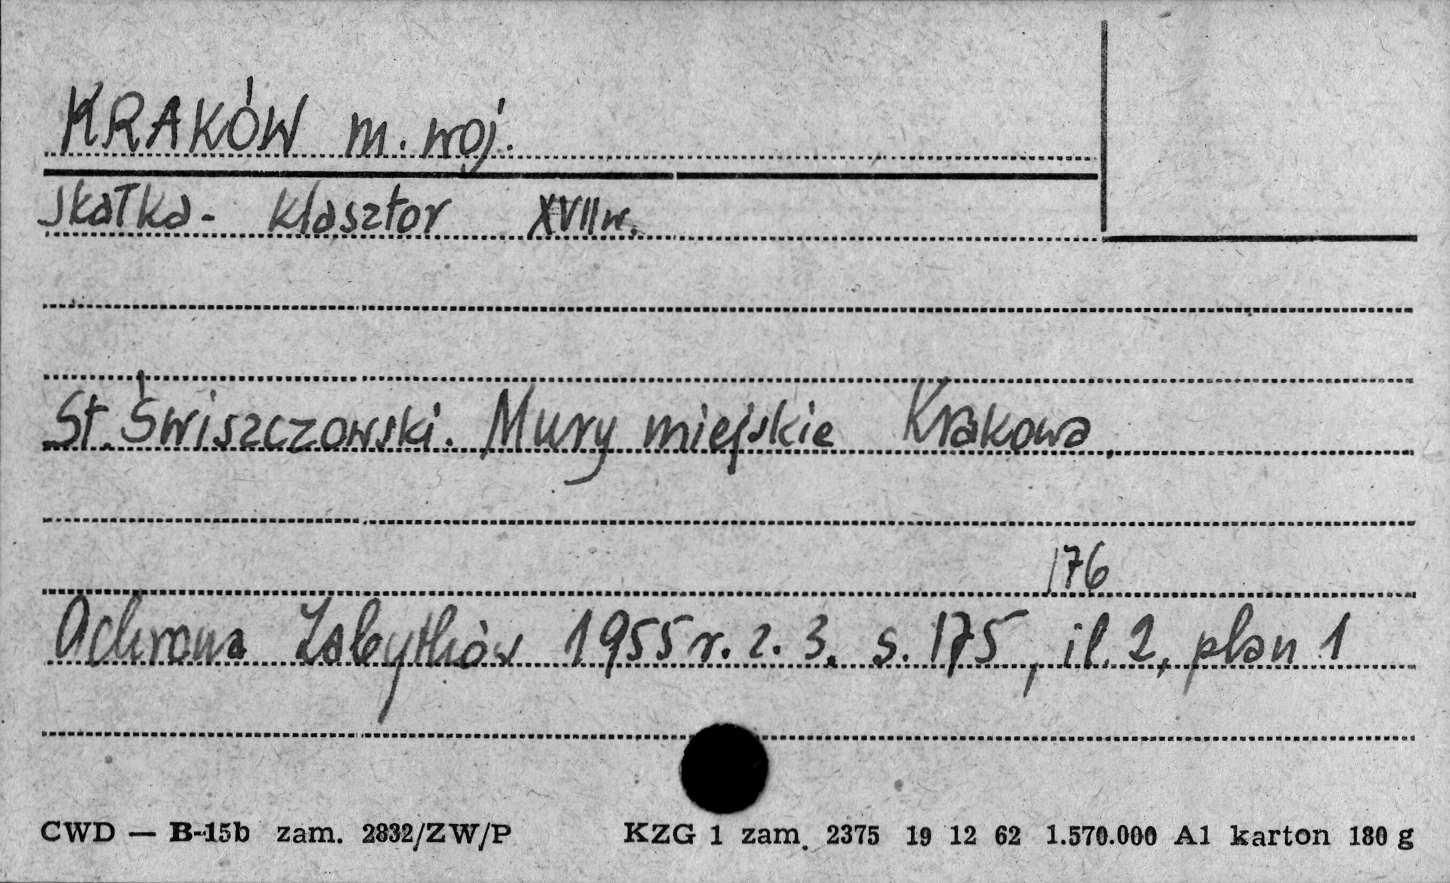 KRAKÓW m. woj.
Skałka - klasztor XVII w.
St. Świszczowski. Mury miejskie Krakowa,
176
Ochrona Zabytków 1955 r. z. 3. s. 175, il. 2, plan 1
CWD — B-15b zam. 2832/ZW/P KZG 1 zam. 2375 19 12 62 1.570.000 A1 karton 180 g